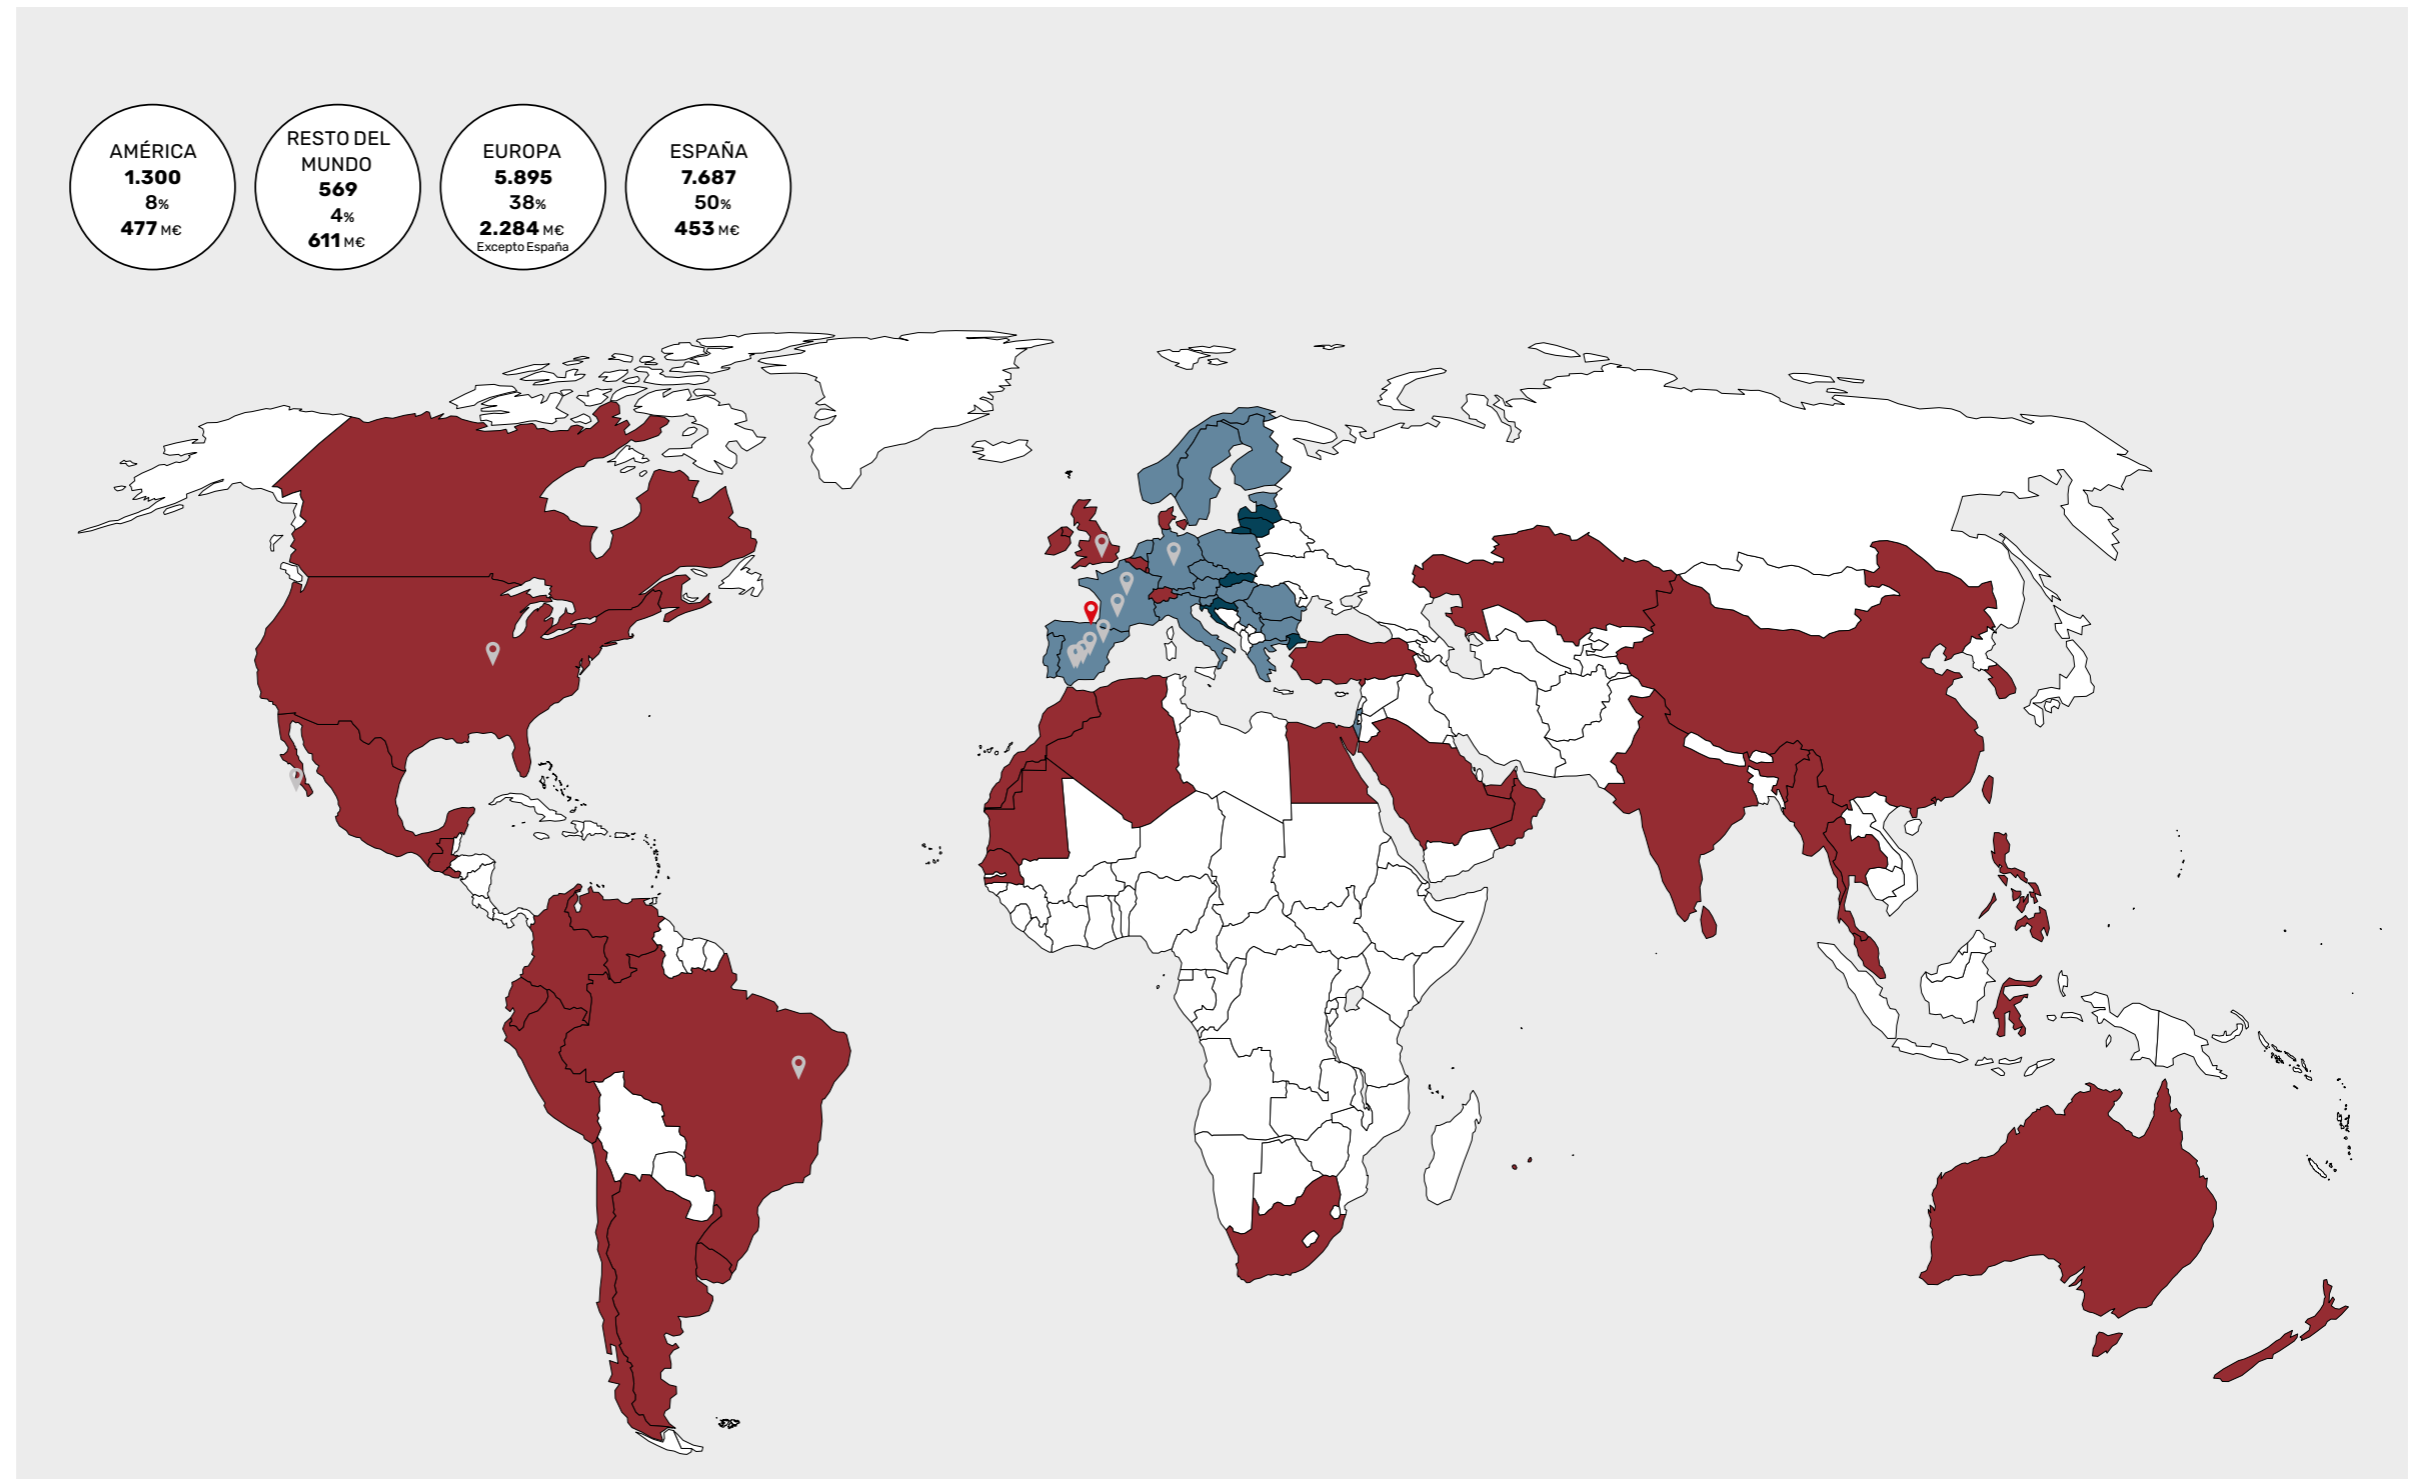 AMÉRICA
1.300
8%
477 M€
RESTO DEL
MUNDO
569
4%
611 M€
EUROPA
5.895
38%
2.284 M€
Excepto España
ESPAÑA
7.687
50%
453 M€